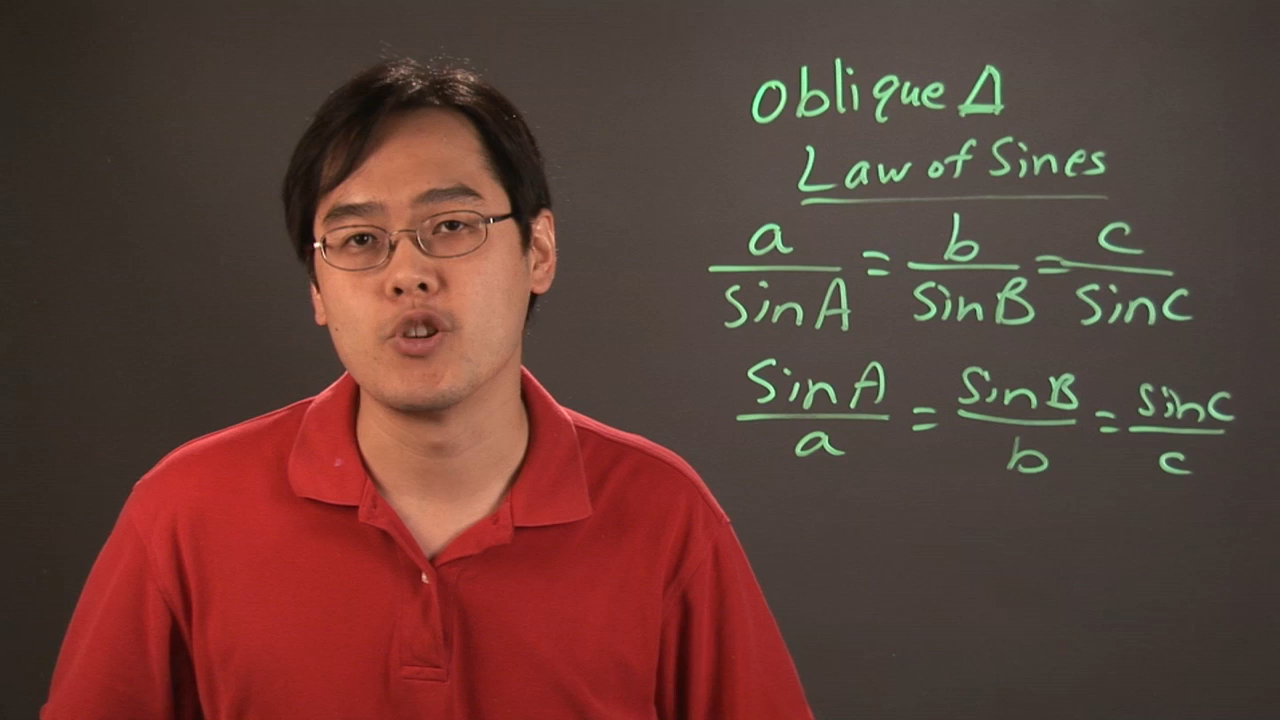 Oblique Δ
Law of Sines
a/SinA = b/SinB = c/SinC
SinA/a = SinB/b = SinC/c